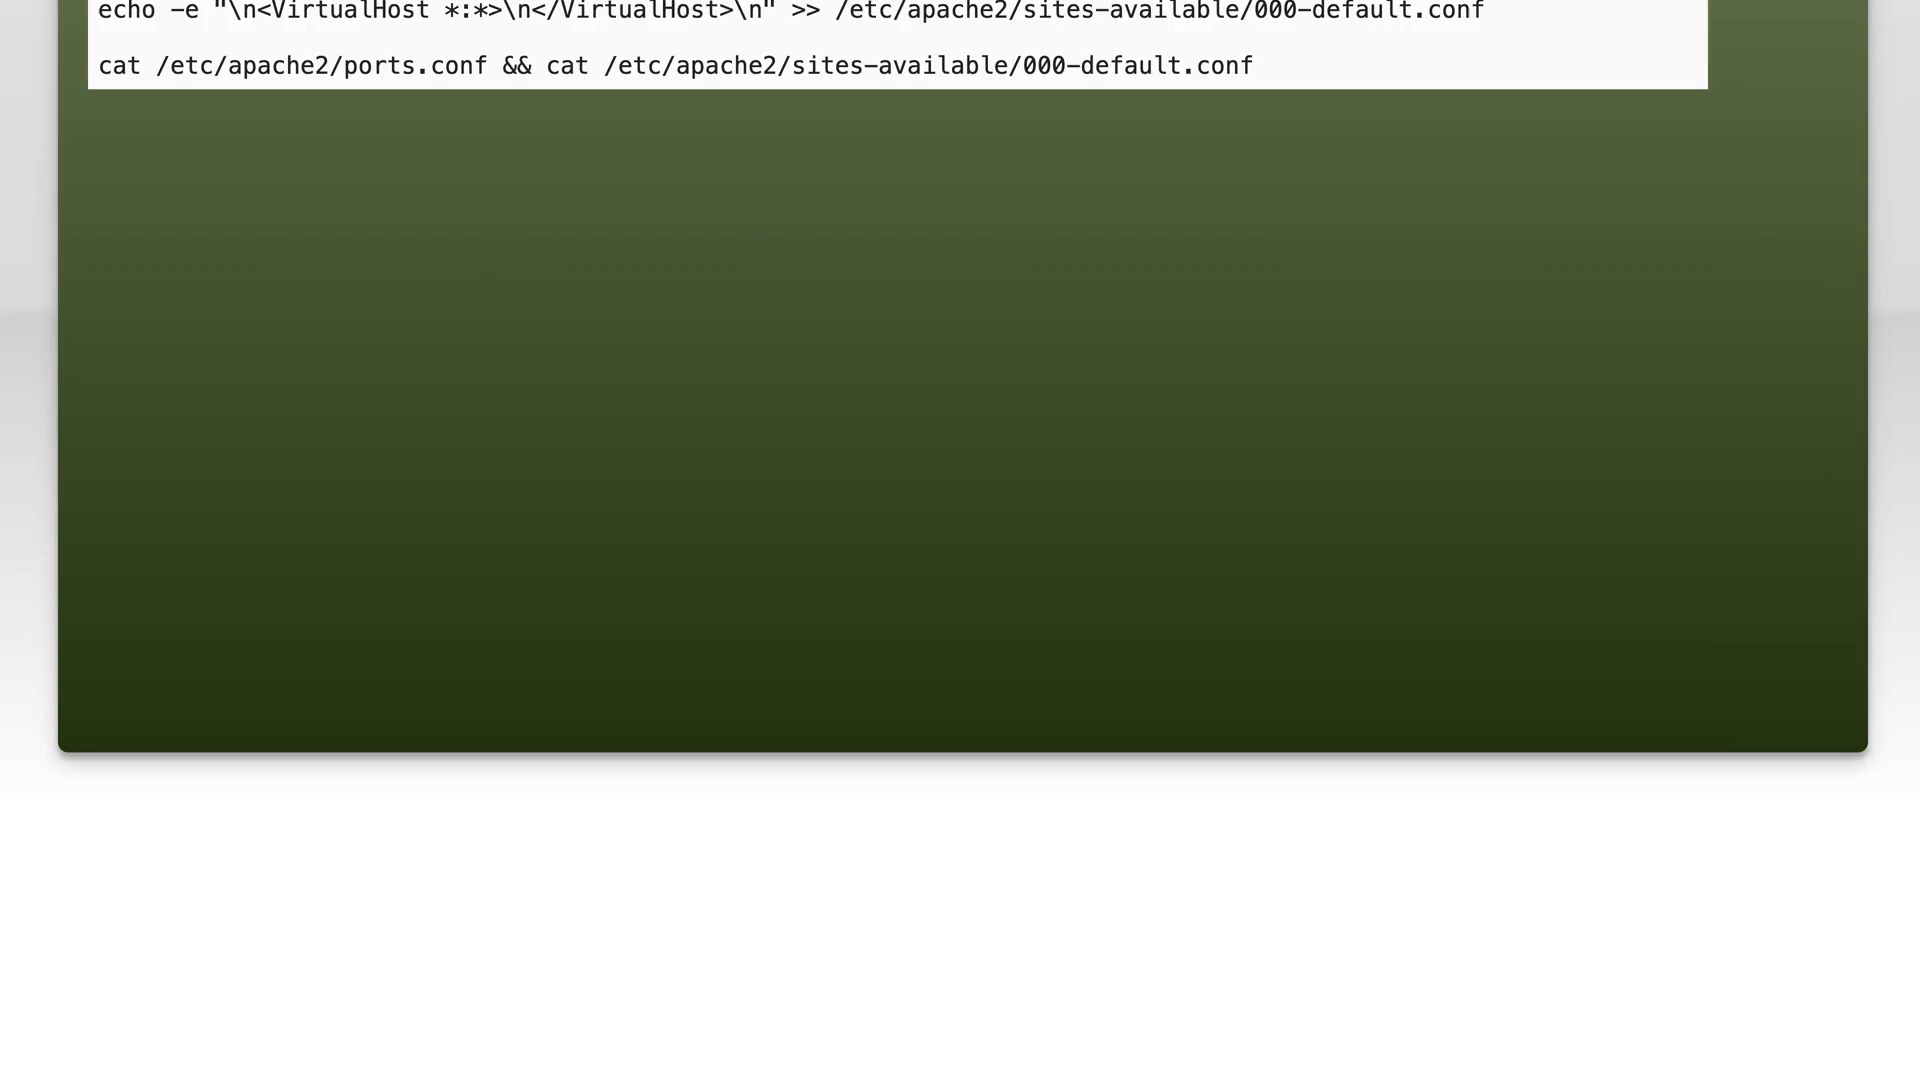 echo -e "\n<VirtualHost *:*>\n</VirtualHost>\n" >> /etc/apache2/sites-available/000-default.conf
cat /etc/apache2/ports.conf && cat /etc/apache2/sites-available/000-default.conf